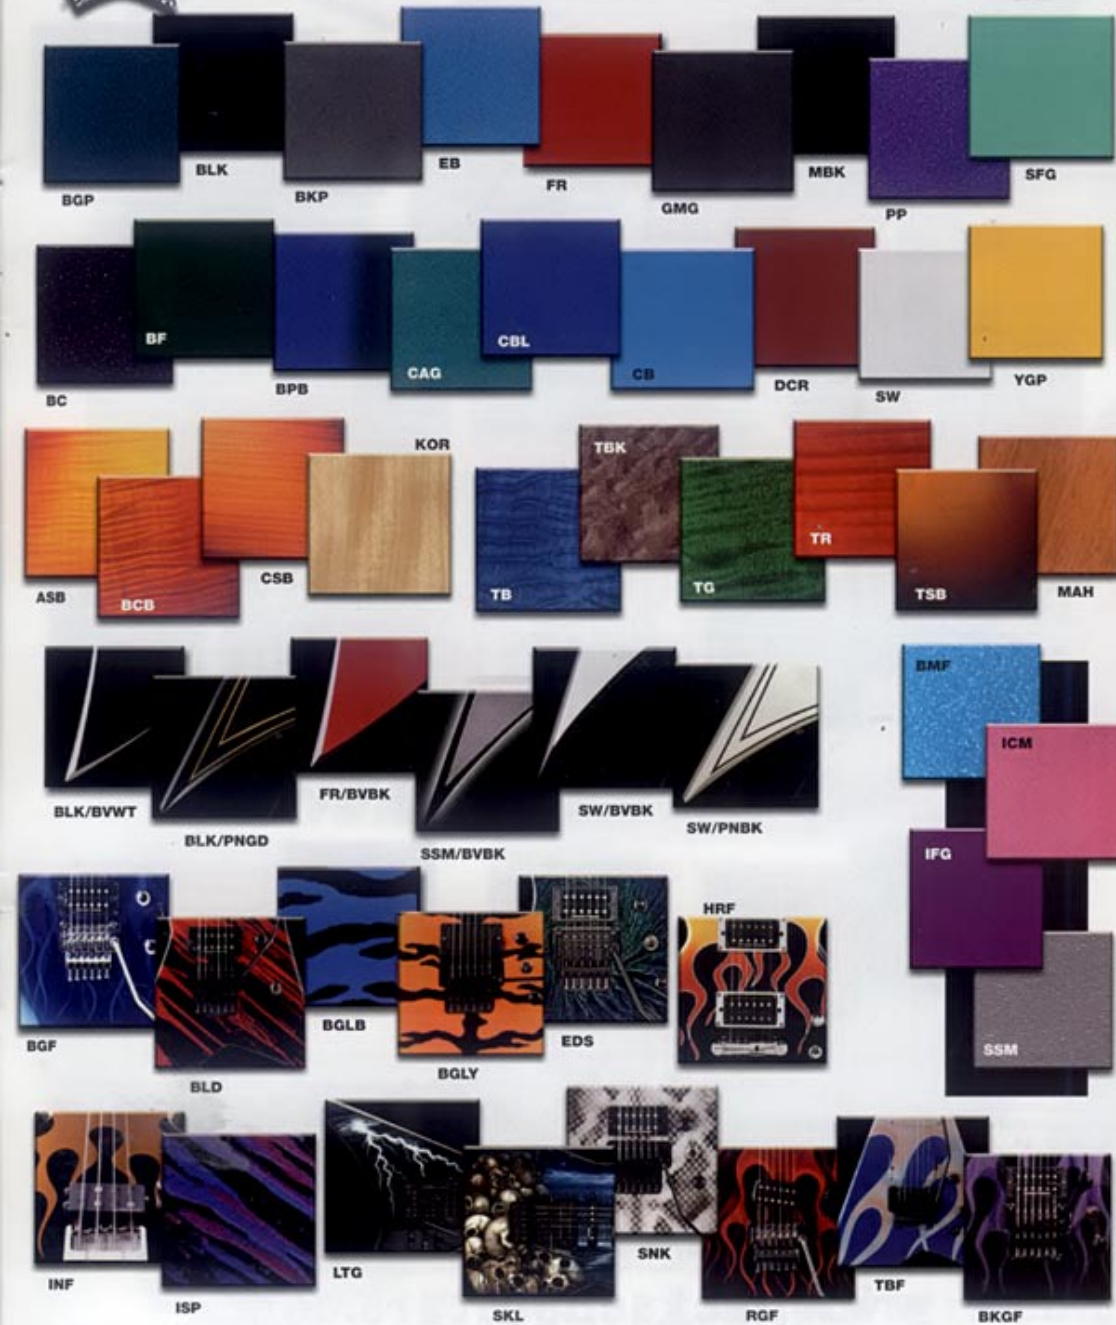 BGP
BLK
BKP
EB
FR
GMG
MBK
PP
SFG
BC
BF
BPB
CAG
CBL
CB
DCR
SW
YGP
ASB
BCB
CSB
KOR
TB
TBK
TG
TR
TSB
MAH
BLK/BVWT
BLK/PNGD
FR/BVBK
SSM/BVBK
SW/BVBK
SW/PNBK
BMF
ICM
IFG
SSM
BGF
BLD
BGLB
BGLY
EDS
HRF
INF
ISP
LTG
SKL
SNK
RGF
TBF
BKGF